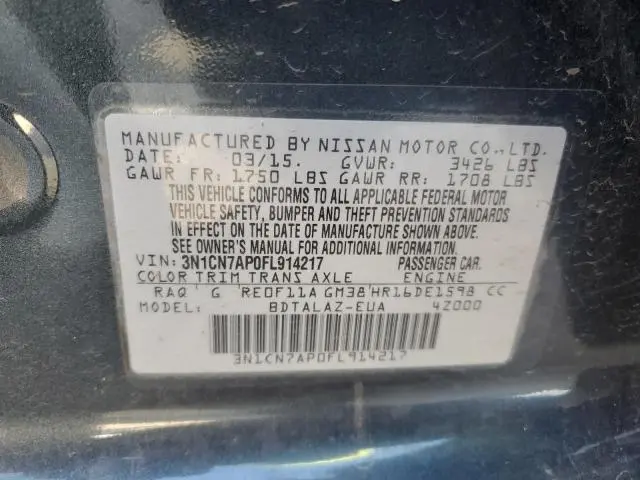 MANUFACTURED BY NISSAN MOTOR CO.,LTD.
DATE: 03/15. GVWR: 3426 LBS
GAWR FR: 1750 LBS GAWR RR: 1708 LBS
THIS VEHICLE CONFORMS TO ALL APPLICABLE FEDERAL MOTOR
VEHICLE SAFETY, BUMPER AND THEFT PREVENTION STANDARDS
IN EFFECT ON THE DATE OF MANUFACTURE SHOWN ABOVE.
SEE OWNER'S MANUAL FOR ADDITIONAL INFORMATION.
VIN: 3N1CN7AP0FL914217 PASSENGER CAR.
COLOR TRIM TRANS AXLE ENGINE
RAQ G RE0F11A GM38 HR16DE1598 CC
MODEL: BDTALAZ-EUA 4Z000
3N1CN7AP0FL914217